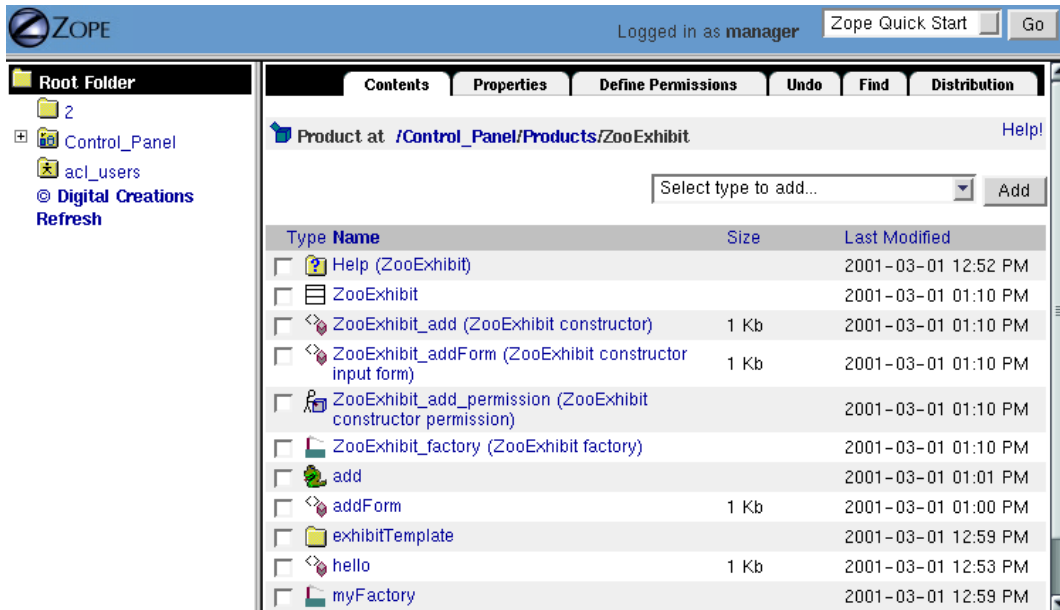 ZOPE
Logged in as manager
Zope Quick Start
Go
Root Folder
2
Control_Panel
acl_users
© Digital Creations
Refresh
Contents
Properties
Define Permissions
Undo
Find
Distribution
Product at /Control_Panel/Products/ZooExhibit
Help!
Select type to add...
Add
Type Name Size Last Modified
Help (ZooExhibit) 2001-03-01 12:52 PM
ZooExhibit 2001-03-01 01:10 PM
ZooExhibit_add (ZooExhibit constructor) 1 Kb 2001-03-01 01:10 PM
ZooExhibit_addForm (ZooExhibit constructor
input form) 1 Kb 2001-03-01 01:10 PM
ZooExhibit_add_permission (ZooExhibit
constructor permission) 2001-03-01 01:10 PM
ZooExhibit_factory (ZooExhibit factory) 2001-03-01 01:10 PM
add 2001-03-01 01:01 PM
addForm 1 Kb 2001-03-01 01:00 PM
exhibitTemplate 2001-03-01 12:59 PM
hello 1 Kb 2001-03-01 12:53 PM
myFactory 2001-03-01 12:59 PM